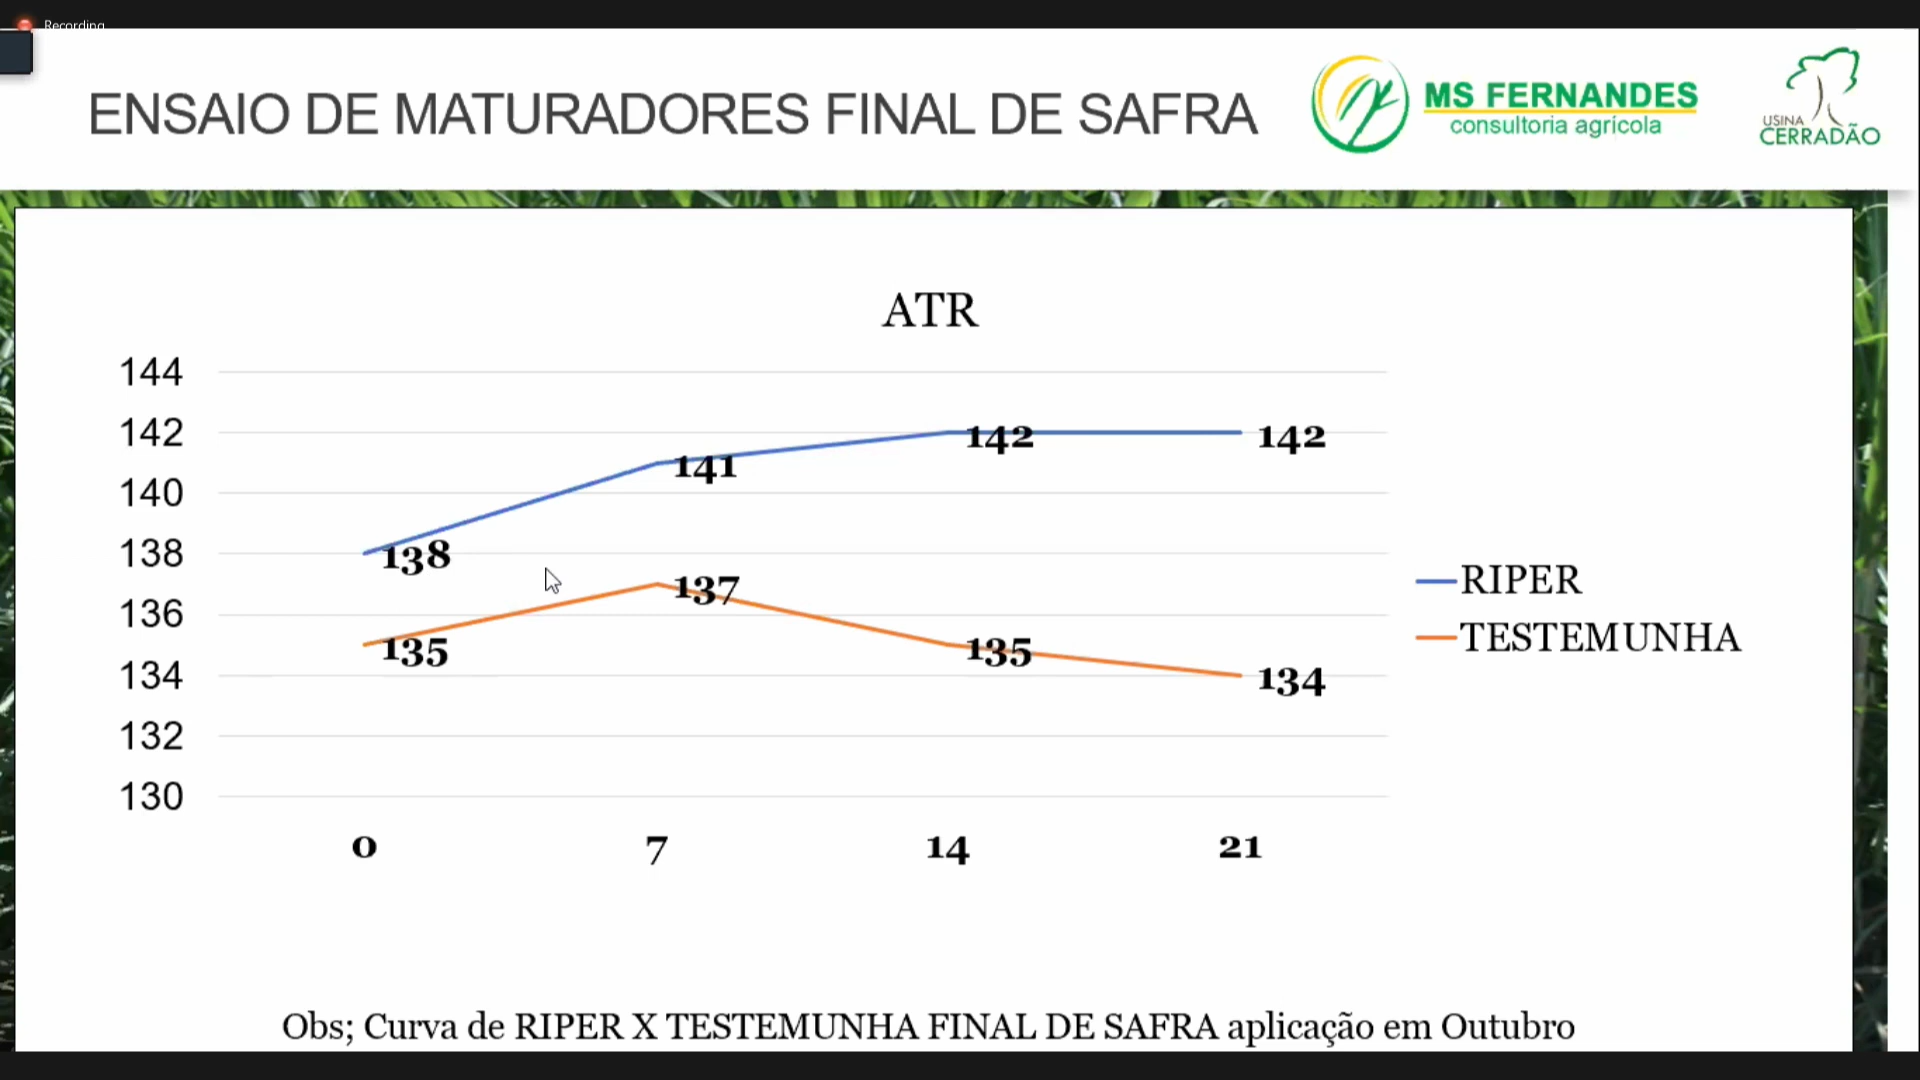 Recording
ENSAIO DE MATURADORES FINAL DE SAFRA
MS FERNANDES
consultoria agrícola
USINA
CERRADÃO
ATR
144
142
140
138
136
134
132
130
138
141
142
142
135
137
135
134
0
7
14
21
RIPER
TESTEMUNHA
Obs; Curva de RIPER X TESTEMUNHA FINAL DE SAFRA aplicação em Outubro